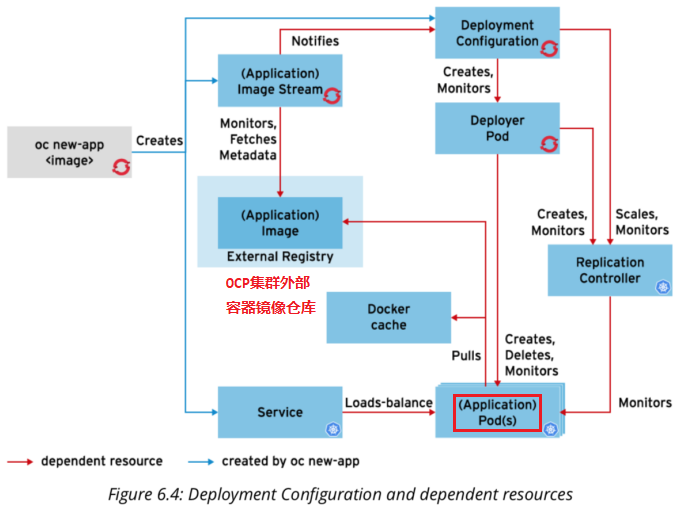 Notifies
Deployment
Configuration
(Application)
Image Stream
Creates,
Monitors
oc new-app
<image>
Creates
Monitors,
Fetches
Metadata
Deployer
Pod
(Application)
Image
External Registry
Creates,
Monitors
Scales,
Monitors
Replication
Controller
OCP集群外部
容器镜像仓库
Docker
cache
Pulls
Creates,
Deletes,
Monitors
Service
Loads-balance
(Application)
Pod(s)
Monitors
dependent resource
created by oc new-app
Figure 6.4: Deployment Configuration and dependent resources